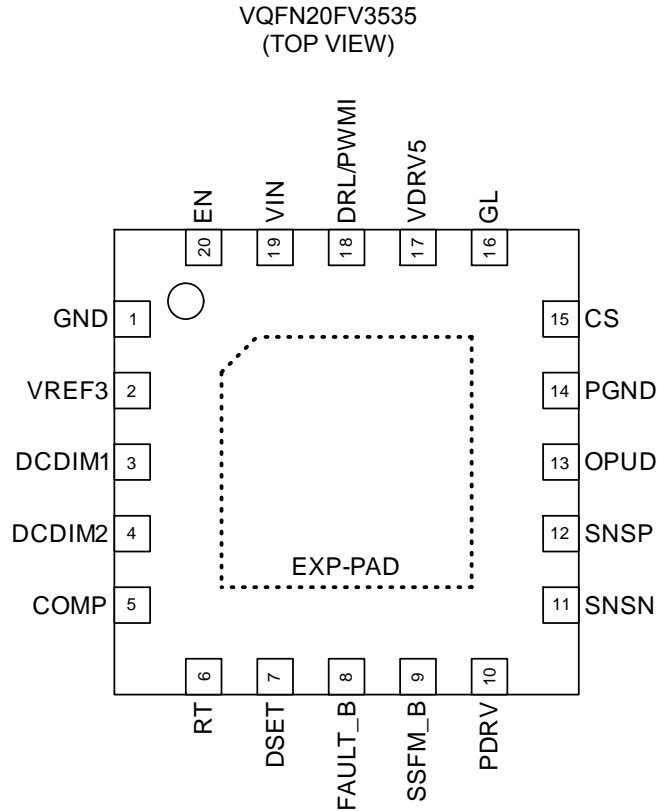 VQFN20FV3535
(TOP VIEW)
EN
VIN
DRL/PWMI
VDRV5
GL
20
19
18
17
16
GND 1
15 CS
VREF3 2
14 PGND
DCDIM1 3
13 OPUD
DCDIM2 4
12 SNSP
EXP-PAD
COMP 5
11 SNSN
6
7
8
9
10
RT
DSET
FAULT_B
SSFM_B
PDRV